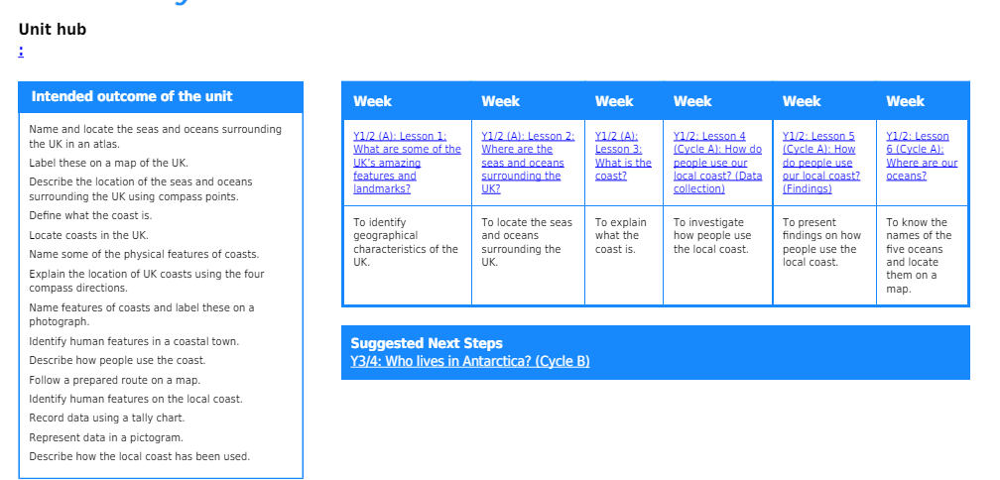 Unit hub
:
Intended outcome of the unit
Name and locate the seas and oceans surrounding
the UK in an atlas.
Label these on a map of the UK.
Describe the location of the seas and oceans
surrounding the UK using compass points.
Define what the coast is.
Locate coasts in the UK.
Name some of the physical features of coasts.
Explain the location of UK coasts using the four
compass directions.
Name features of coasts and label these on a
photograph.
Identify human features in a coastal town.
Describe how people use the coast.
Follow a prepared route on a map.
Identify human features on the local coast.
Record data using a tally chart.
Represent data in a pictogram.
Describe how the local coast has been used.
Week
Week
Week
Week
Week
Week
Y1/2 (A): Lesson 1:
What are some of the
UK's amazing
features and
landmarks?
Y1/2 (A): Lesson 2:
Where are the
seas and oceans
surrounding the
UK?
Y1/2 (A):
Lesson 3:
What is the
coast?
Y1/2: Lesson 4
(Cycle A): How do
people use our
local coast? (Data
collection)
Y1/2: Lesson 5
(Cycle A): How
do people use
our local coast?
(Findings)
Y1/2: Lesson
6 (Cycle A):
Where are our
oceans?
To identify
geographical
characteristics of the
UK.
To locate the seas
and oceans
surrounding the
UK.
To explain
what the
coast is.
To investigate
how people use
the local coast.
To present
findings on how
people use the
local coast.
To know the
names of the
five oceans
and locate
them on a
map.
Suggested Next Steps
Y3/4: Who lives in Antarctica? (Cycle B)